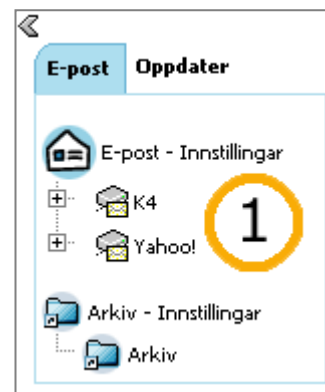 E-post Oppdater
E-post - Innstillingar
K4
1
Yahoo!
Arkiv - Innstillingar
Arkiv